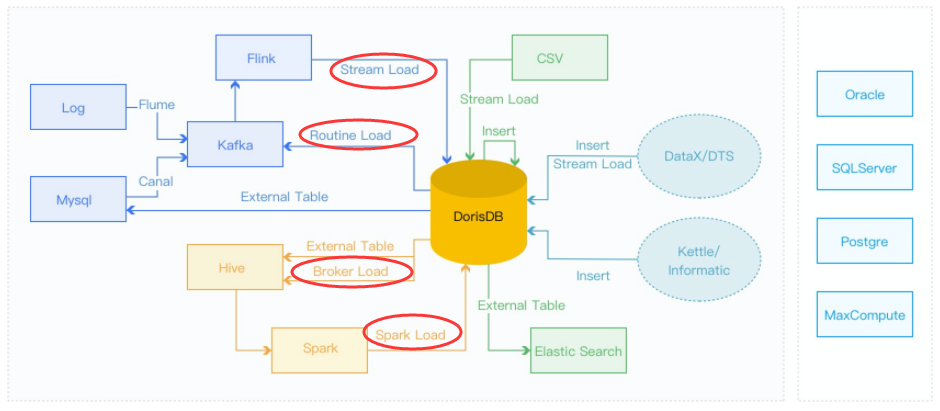 Flink
Stream Load
CSV
Log
Flume
Stream Load
Oracle
Kafka
Routine Load
Insert
Insert
Stream Load
DataX/DTS
SQLServer
Canal
Mysql
External Table
DorisDB
Postgre
Hive
External Table
Broker Load
Kettle/
Informatic
Insert
External Table
MaxCompute
Spark
Spark Load
Elastic Search